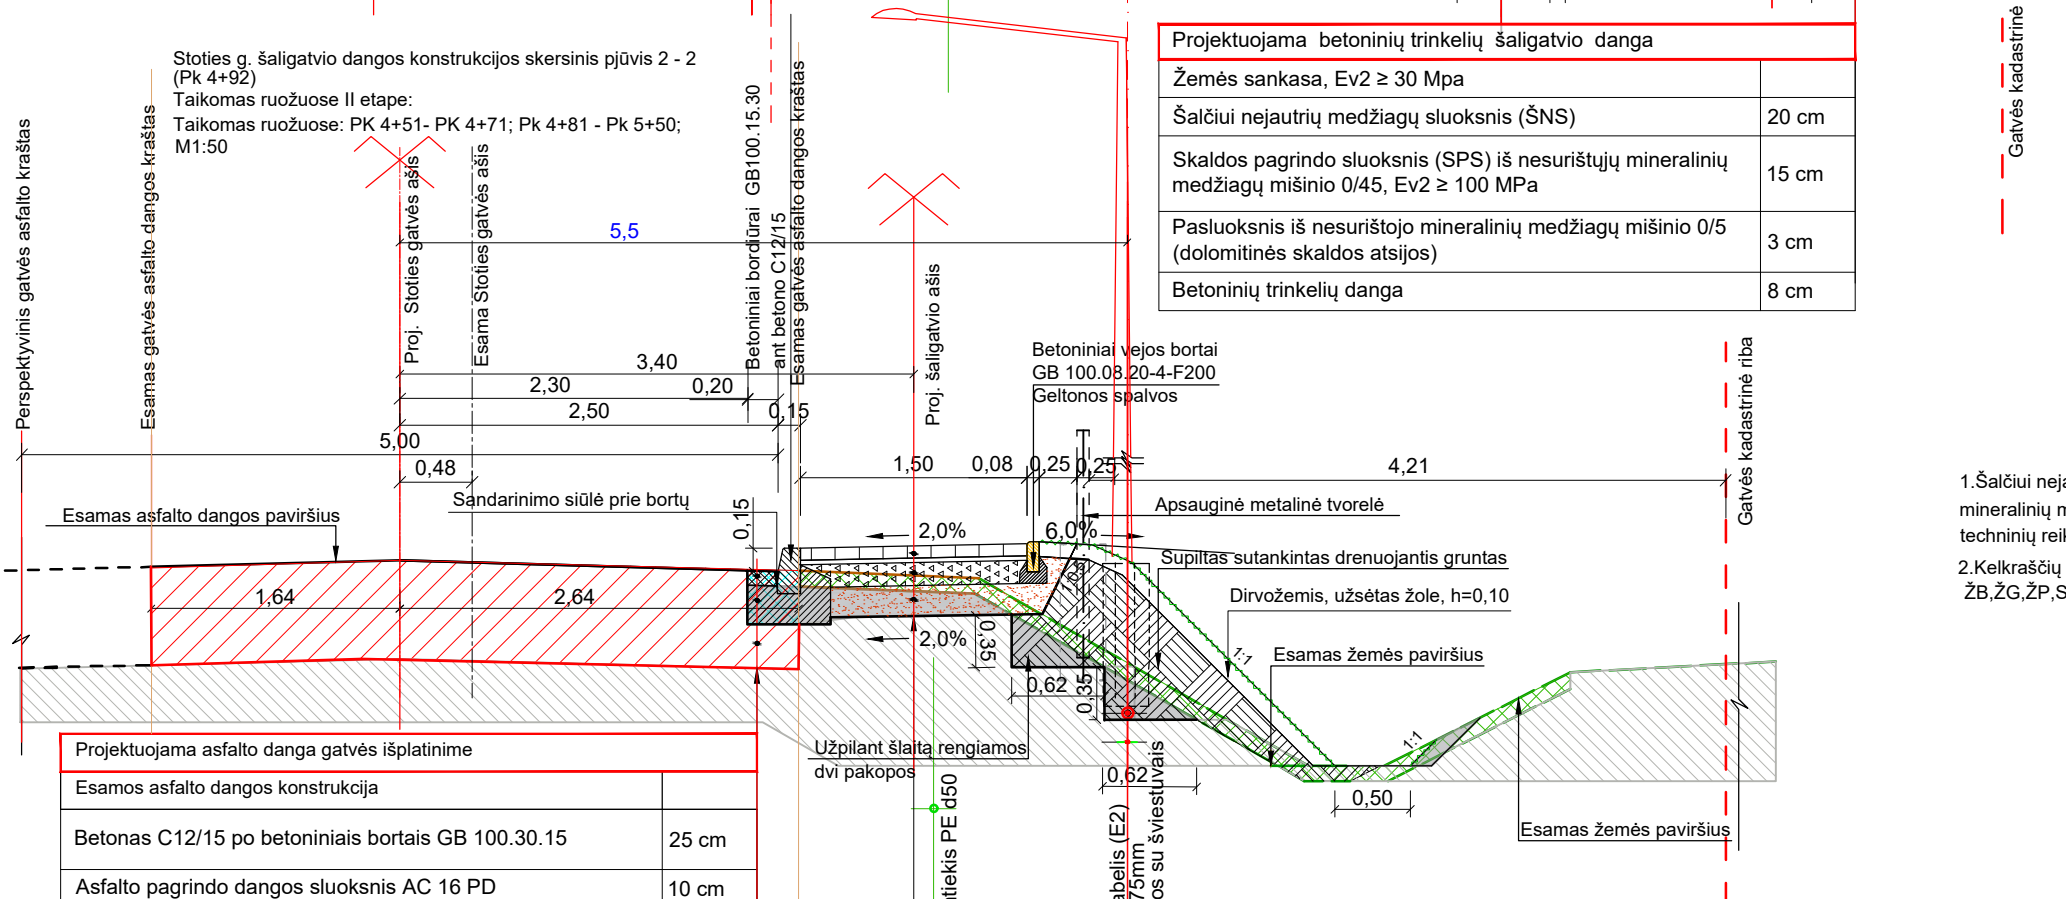 Stoties g. šaligatvio dangos konstrukcijos skersinis pjūvis 2 - 2
(Pk 4+92)
Taikomas ruožuose II etape:
Taikomas ruožuose: PK 4+51- PK 4+71; Pk 4+81 - Pk 5+50;
M1:50
Perspektyvinis gatvės asfalto kraštas
Esamas gatvės asfalto dangos kraštas
Proj. Stoties gatvės ašis
Esama Stoties gatvės ašis
Betoniniai bordiūrai GB100.15.30
ant betono C12/15
Esamas gatvės asfalto dangos kraštas
Proj. šaligatvio ašis
Projektuojama betoninių trinkelių šaligatvio danga
Žemės sankasa, Ev2 ≥ 30 Mpa
Šalčiui nejautrių medžiagų sluoksnis (ŠNS) 20 cm
Skaldos pagrindo sluoksnis (SPS) iš nesurištųjų mineralinių
medžiagų mišinio 0/45, Ev2 ≥ 100 MPa 15 cm
Pasluoksnis iš nesurištojo mineralinių medžiagų mišinio 0/5
(dolomitinės skaldos atsijos) 3 cm
Betoninių trinkelių danga 8 cm
Gatvės kadastrinė
Gatvės kadastrinė riba
5,5
3,40
2,30
0,20
2,50
0,15
5,00
0,48
1,50
0,08
0,25
0,25
4,21
Betoniniai vejos bortai
GB 100.08.20-4-F200
Geltonos spalvos
Sandarinimo siūlė prie bortų
Esamas asfalto dangos paviršius
0,15
2,0%
6,0%
Apsauginė metalinė tvorelė
Supiltas sutankintas drenuojantis gruntas
Dirvožemis, užsėtas žole, h=0,10
Esamas žemės paviršius
1,64
2,64
2,0%
0,35
0,62
0,35
0,62
1:1
1:1
0,50
Esamas žemės paviršius
Užpilant šlaitą rengiamos
dvi pakopos
1.Šalčiui neja
mineralinių m
techninių reik
2.Kelkraščių
ŽB,ŽG,ŽP,S
Projektuojama asfalto danga gatvės išplatinime
Esamos asfalto dangos konstrukcija
Betonas C12/15 po betoniniais bortais GB 100.30.15 25 cm
Asfalto pagrindo dangos sluoksnis AC 16 PD 10 cm
ntiekis PE d50
abelis (E2)
75mm
os su šviestuvais